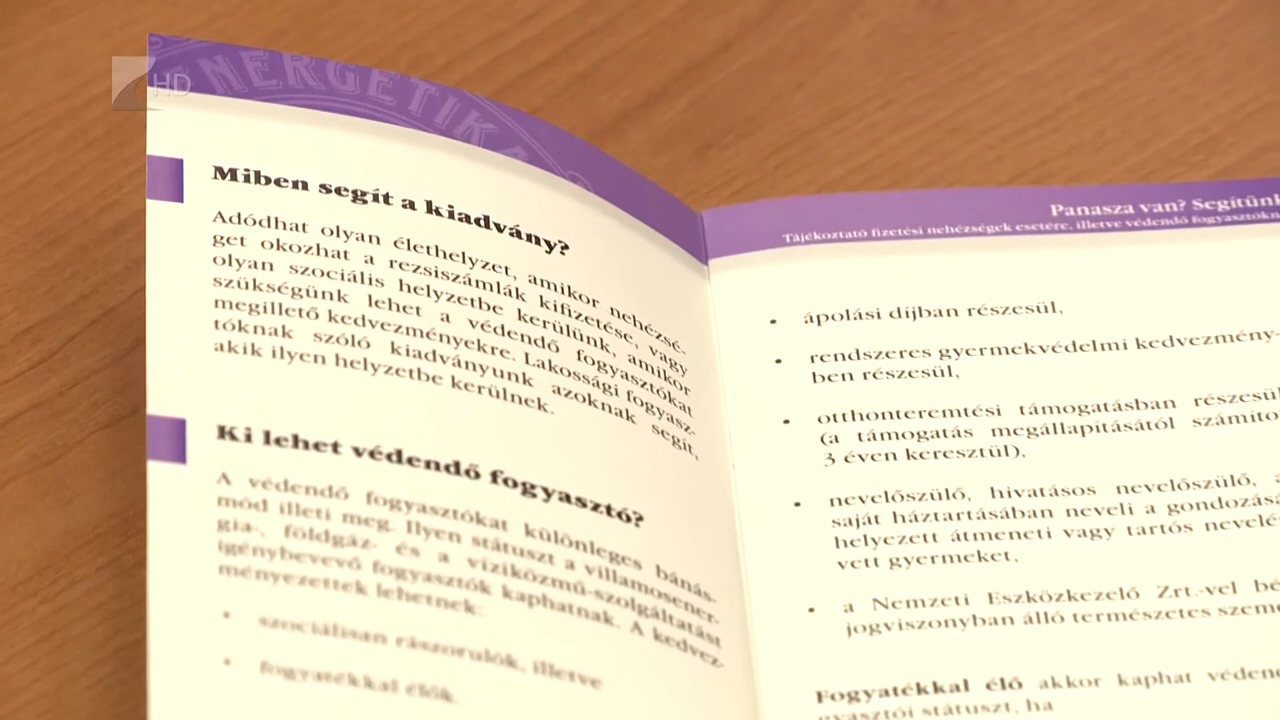 HD
ENERGETIKA
Miben segít a kiadvány?
Adódhat olyan élethelyzet, amikor nehézsé-
get okozhat a rezsiszámlák kifizetése, vagy
olyan szociális helyzetbe kerülünk, amikor
szükségünk lehet a védendő fogyasztókat
megillető kedvezményekre. Lakossági fogyasz-
tóknak szóló kiadványunk azoknak segít,
akik ilyen helyzetbe kerülnek.
Ki lehet védendő fogyasztó?
A védendő fogyasztókat különleges bánás-
mód illeti meg. Ilyen státuszt a villamosener-
gia-, földgáz- és a víziközmű-szolgáltatást
igénybevevő fogyasztók kaphatnak. A kedvez-
ményezettek lehetnek:
• szociálisan rászorulók, illetve
• fogyatékkal élők.
Panasza van? Segítünk
Tájékoztató fizetési nehézségek esetére, illetve védendő fogyasztókn
• ápolási díjban részesül,
• rendszeres gyermekvédelmi kedvezmény-
ben részesül,
• otthonteremtési támogatásban részesül
(a támogatás megállapításától számíto
3 éven keresztül),
• nevelőszülő, hivatásos nevelőszülő, a
saját háztartásában neveli a gondozásá
helyezett átmeneti vagy tartós nevelés
vett gyermeket,
• a Nemzeti Eszközkezelő Zrt.-vel bé
jogviszonyban álló természetes szemé
Fogyatékkal élő akkor kaphat véden
gyasztói státuszt, ha